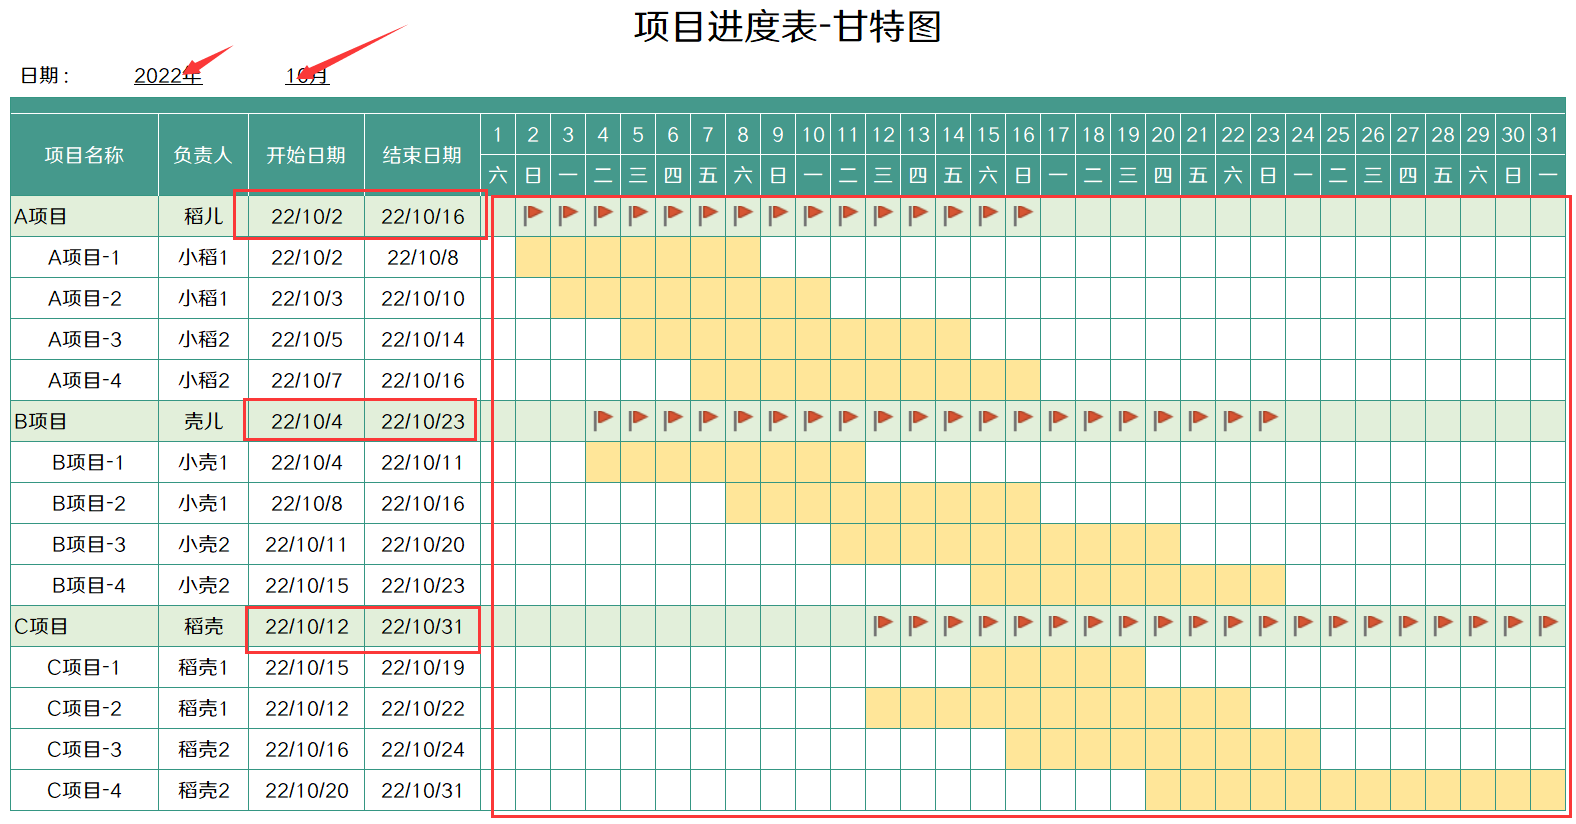 项目进度表-甘特图
日期： 2022年 10月
项目名称 负责人 开始日期 结束日期 1 2 3 4 5 6 7 8 9 10 11 12 13 14 15 16 17 18 19 20 21 22 23 24 25 26 27 28 29 30 31
六 日 一 二 三 四 五 六 日 一 二 三 四 五 六 日 一 二 三 四 五 六 日 一 二 三 四 五 六 日 一
A项目 稻儿 22/10/2 22/10/16
A项目-1 小稻1 22/10/2 22/10/8
A项目-2 小稻1 22/10/3 22/10/10
A项目-3 小稻2 22/10/5 22/10/14
A项目-4 小稻2 22/10/7 22/10/16
B项目 壳儿 22/10/4 22/10/23
B项目-1 小壳1 22/10/4 22/10/11
B项目-2 小壳1 22/10/8 22/10/16
B项目-3 小壳2 22/10/11 22/10/20
B项目-4 小壳2 22/10/15 22/10/23
C项目 稻壳 22/10/12 22/10/31
C项目-1 稻壳1 22/10/15 22/10/19
C项目-2 稻壳1 22/10/12 22/10/22
C项目-3 稻壳2 22/10/16 22/10/24
C项目-4 稻壳2 22/10/20 22/10/31